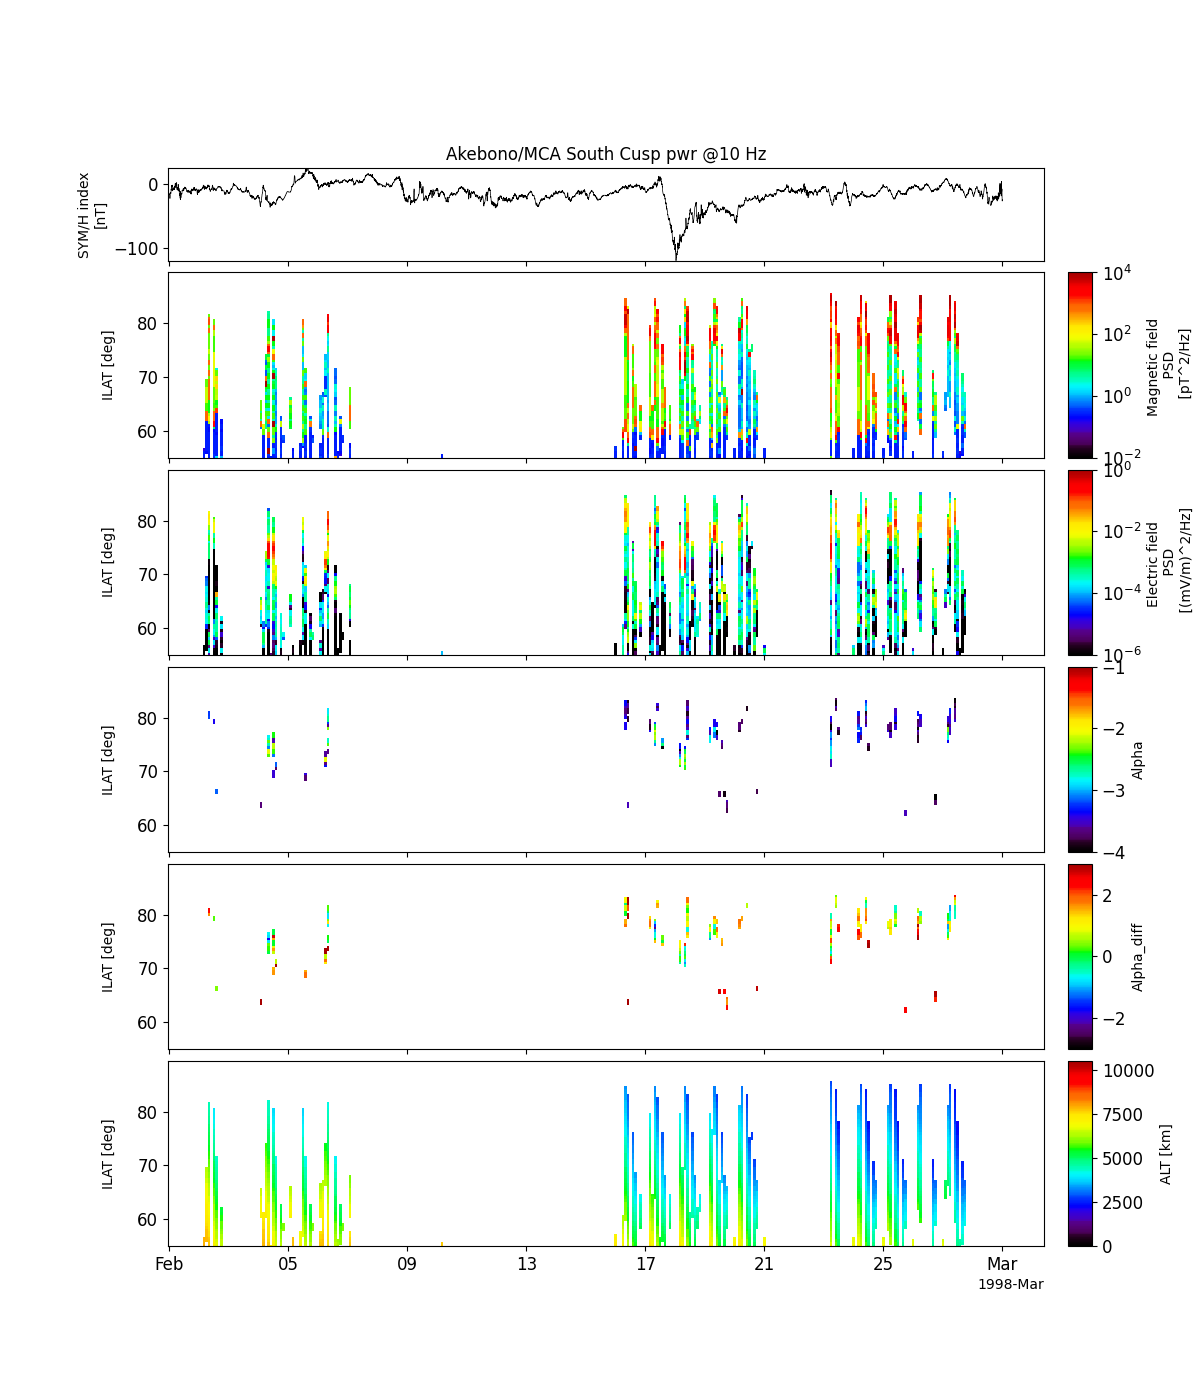 Akebono/MCA South Cusp pwr @10 Hz
SYM/H index
[nT]
0
−100
ILAT [deg]
80
70
60
10^4
10^2
10^0
10^−2
Magnetic field
PSD
[pT^2/Hz]
ILAT [deg]
80
70
60
10^0
10^−2
10^−4
10^−6
Electric field
PSD
[(mV/m)^2/Hz]
ILAT [deg]
80
70
60
−1
−2
−3
−4
Alpha
ILAT [deg]
80
70
60
2
0
−2
Alpha_diff
ILAT [deg]
80
70
60
10000
7500
5000
2500
0
ALT [km]
Feb 05 09 13 17 21 25 Mar
1998-Mar